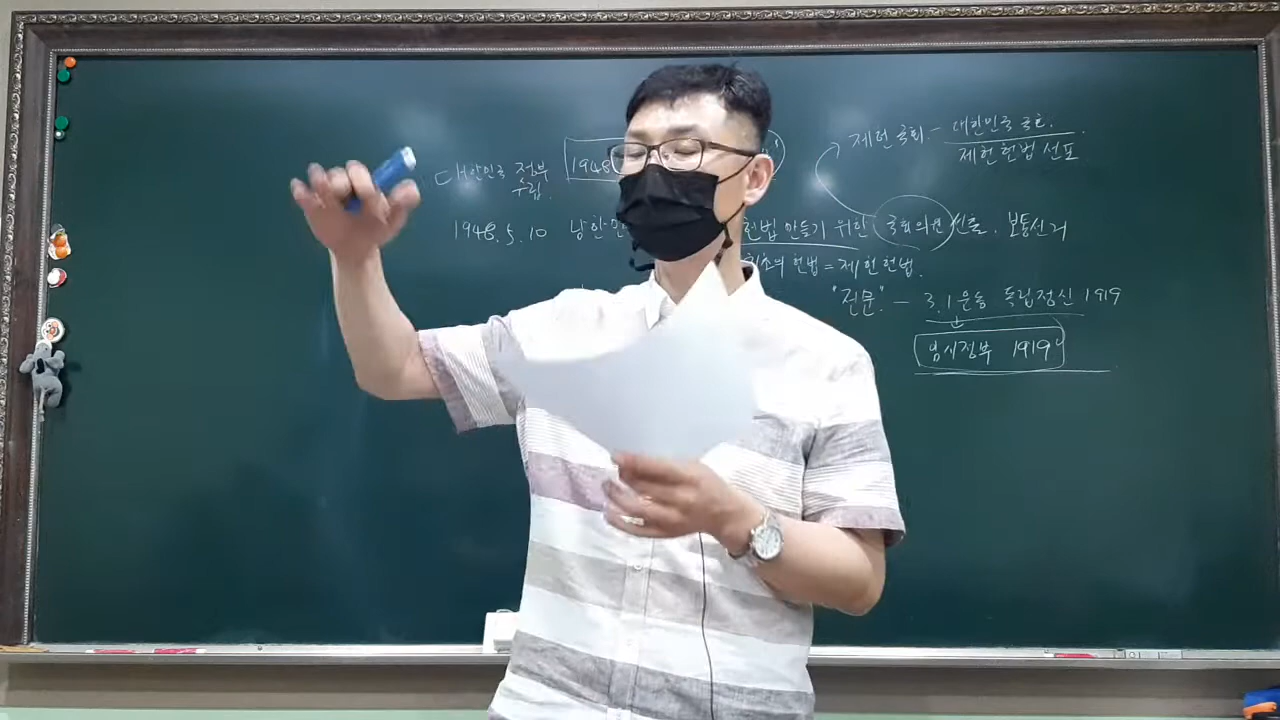 제헌 국회 - 대한민국 국호.
제헌 헌법 선포
대한민국 정부
수립.
1948
1948. 5. 10 남한
헌법 만들기 위한 국회의원 선출. 보통선거
최초의 헌법 = 제헌 헌법.
"전문" - 3.1운동 독립정신 1919
임시정부 1919